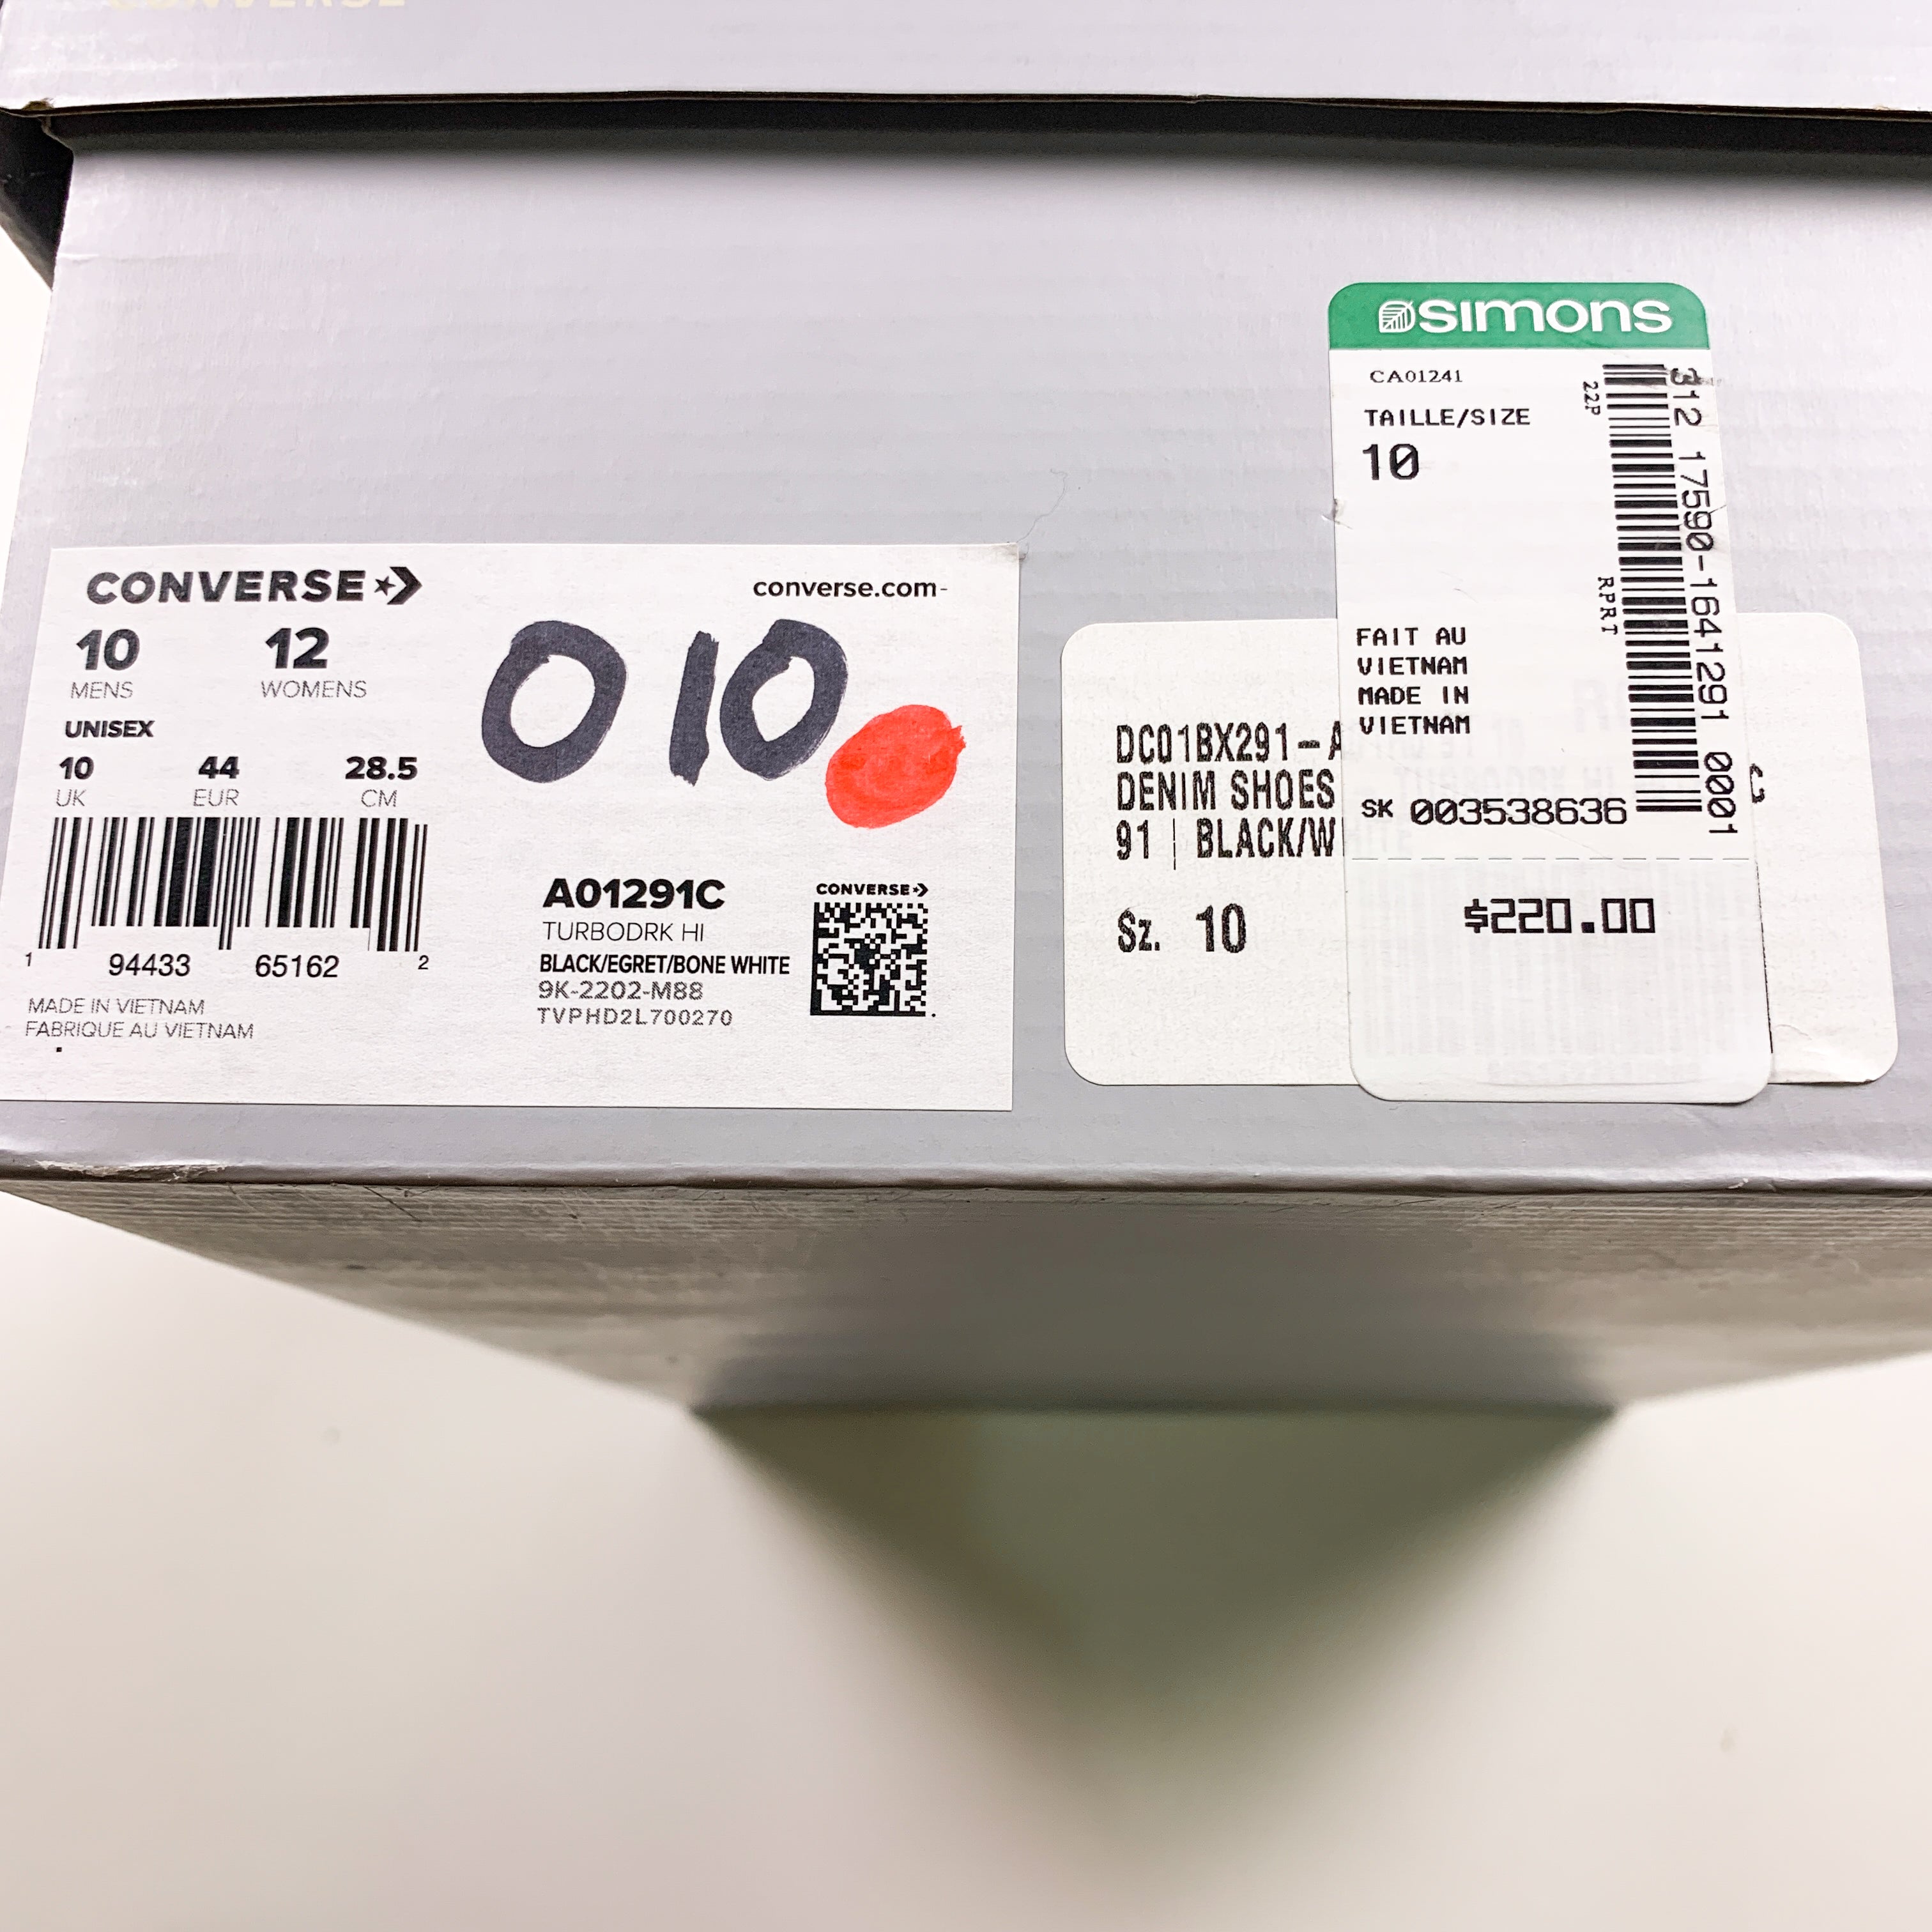 CONVERSE
CONVERSE
converse.com-
10 12
MENS WOMENS
O 10
UNISEX
10 44 28.5
UK EUR CM
1 94433 65162 2
MADE IN VIETNAM
FABRIQUE AU VIETNAM
A01291C
TURBODRK HI
BLACK/EGRET/BONE WHITE
9K-2202-M88
TVPHD2L700270
CONVERSE
DC01BX291-A
DENIM SHOES
91 | BLACK/W
Sz. 10
simons
CA01241
TAILLE/SIZE
10
22P
RPRT
312 17590-1641291 0001
FAIT AU
VIETNAM
MADE IN
VIETNAM
SK 003538636
$220.00